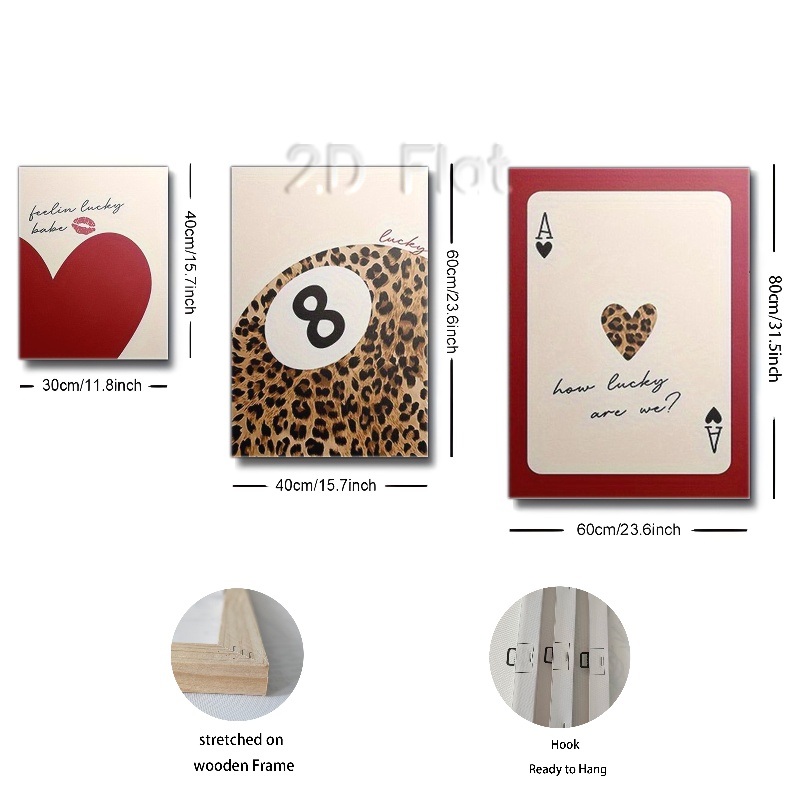 2D Flat
feelin lucky
babe
40cm/15.7inch
30cm/11.8inch
lucky
8
60cm/23.6inch
40cm/15.7inch
A
how lucky
are we?
A
80cm/31.5inch
60cm/23.6inch
stretched on
wooden Frame
Hook
Ready to Hang